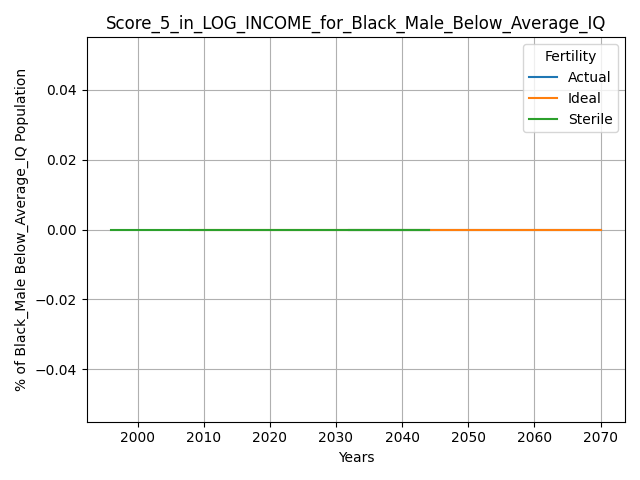 Score_5_in_LOG_INCOME_for_Black_Male_Below_Average_IQ
% of Black_Male Below_Average_IQ Population
0.04
0.02
0.00
−0.02
−0.04
Fertility
Actual
Ideal
Sterile
2000 2010 2020 2030 2040 2050 2060 2070
Years